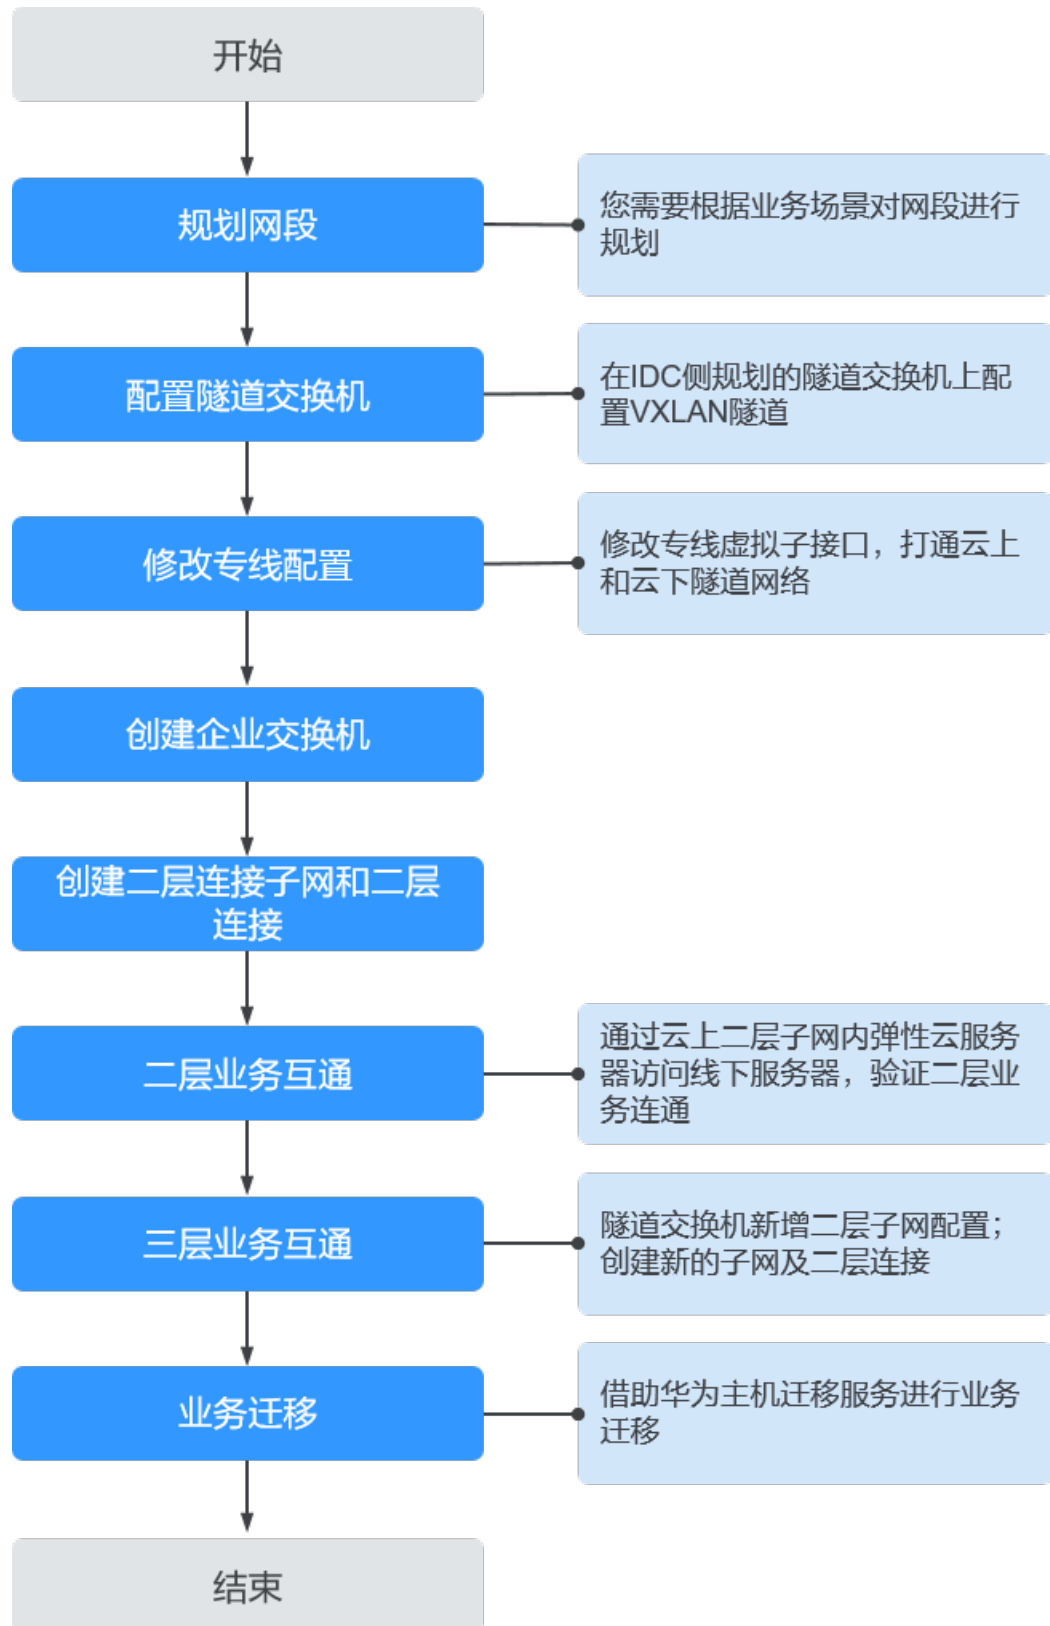 开始
规划网段
您需要根据业务场景对网段进行
规划
配置隧道交换机
在IDC侧规划的隧道交换机上配
置VXLAN隧道
修改专线配置
修改专线虚拟子接口，打通云上
和云下隧道网络
创建企业交换机
创建二层连接子网和二层
连接
二层业务互通
通过云上二层子网内弹性云服务
器访问线下服务器，验证二层业
务连通
三层业务互通
隧道交换机新增二层子网配置；
创建新的子网及二层连接
业务迁移
借助华为主机迁移服务进行业务
迁移
结束